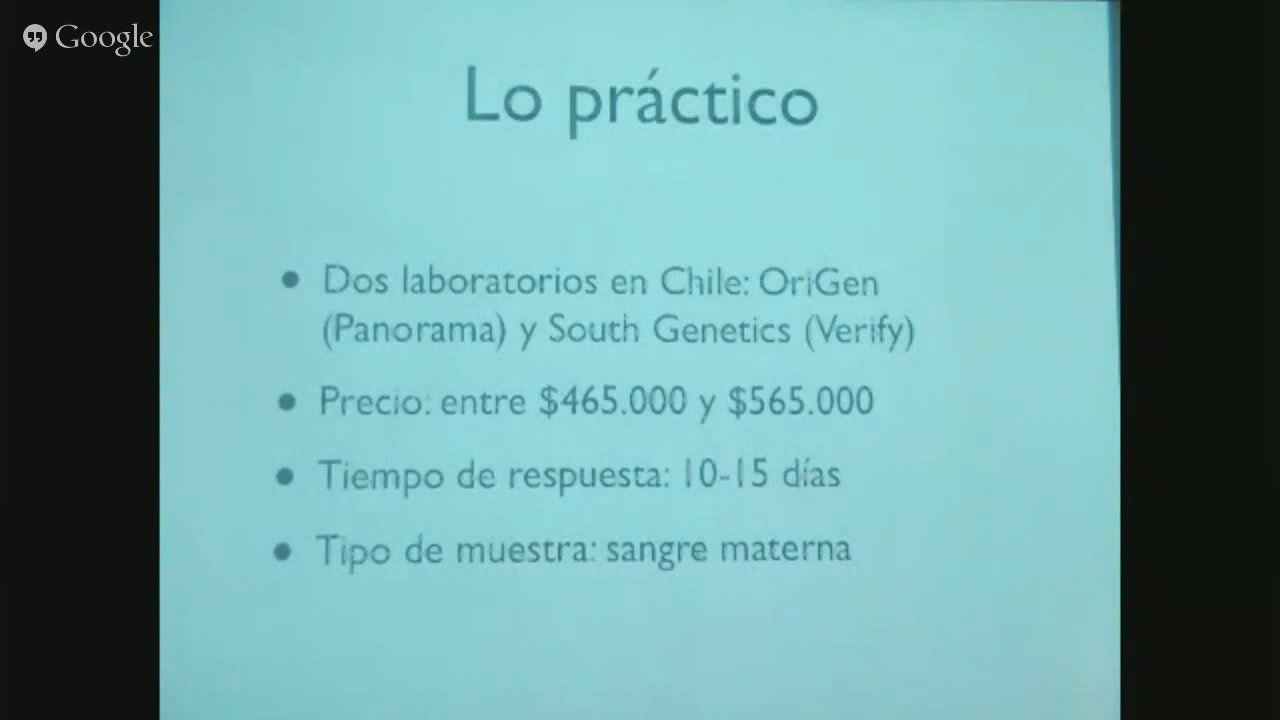 Google
Lo práctico
• Dos laboratorios en Chile: OriGen
(Panorama) y South Genetics (Verify)
• Precio: entre $465.000 y $565.000
• Tiempo de respuesta: 10-15 días
• Tipo de muestra: sangre materna